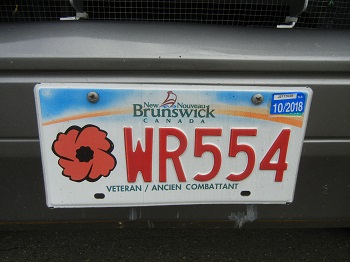 New Nouveau
Brunswick
CANADA
10/2018
WR554
VETERAN / ANCIEN COMBATTANT